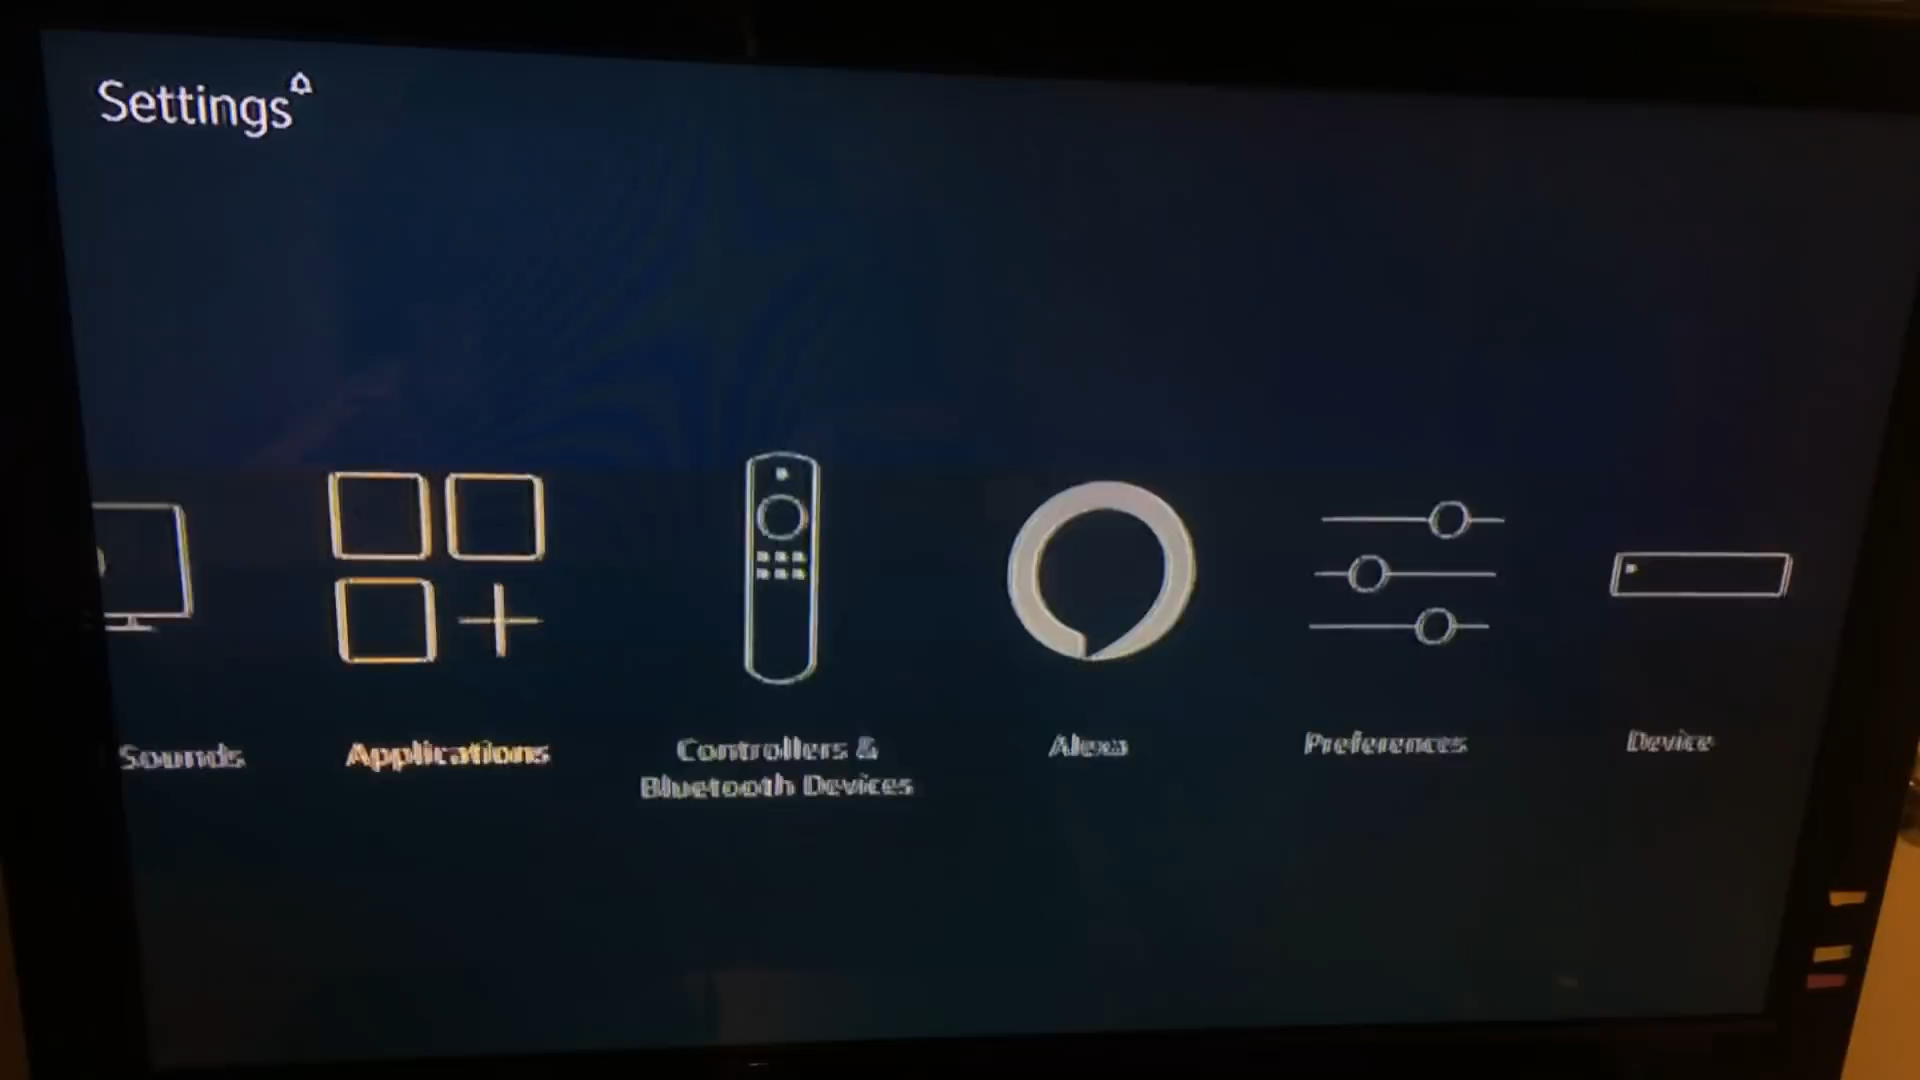 Settings
Sounds
Applications
Controllers &
Bluetooth Devices
Alexa
Preferences
Device